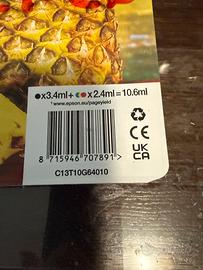 x3.4ml+ x2.4ml=10.6ml
¹www.epson.eu/pageyield
CE
UK
CA
8 715946 707891 >
C13T10G64010